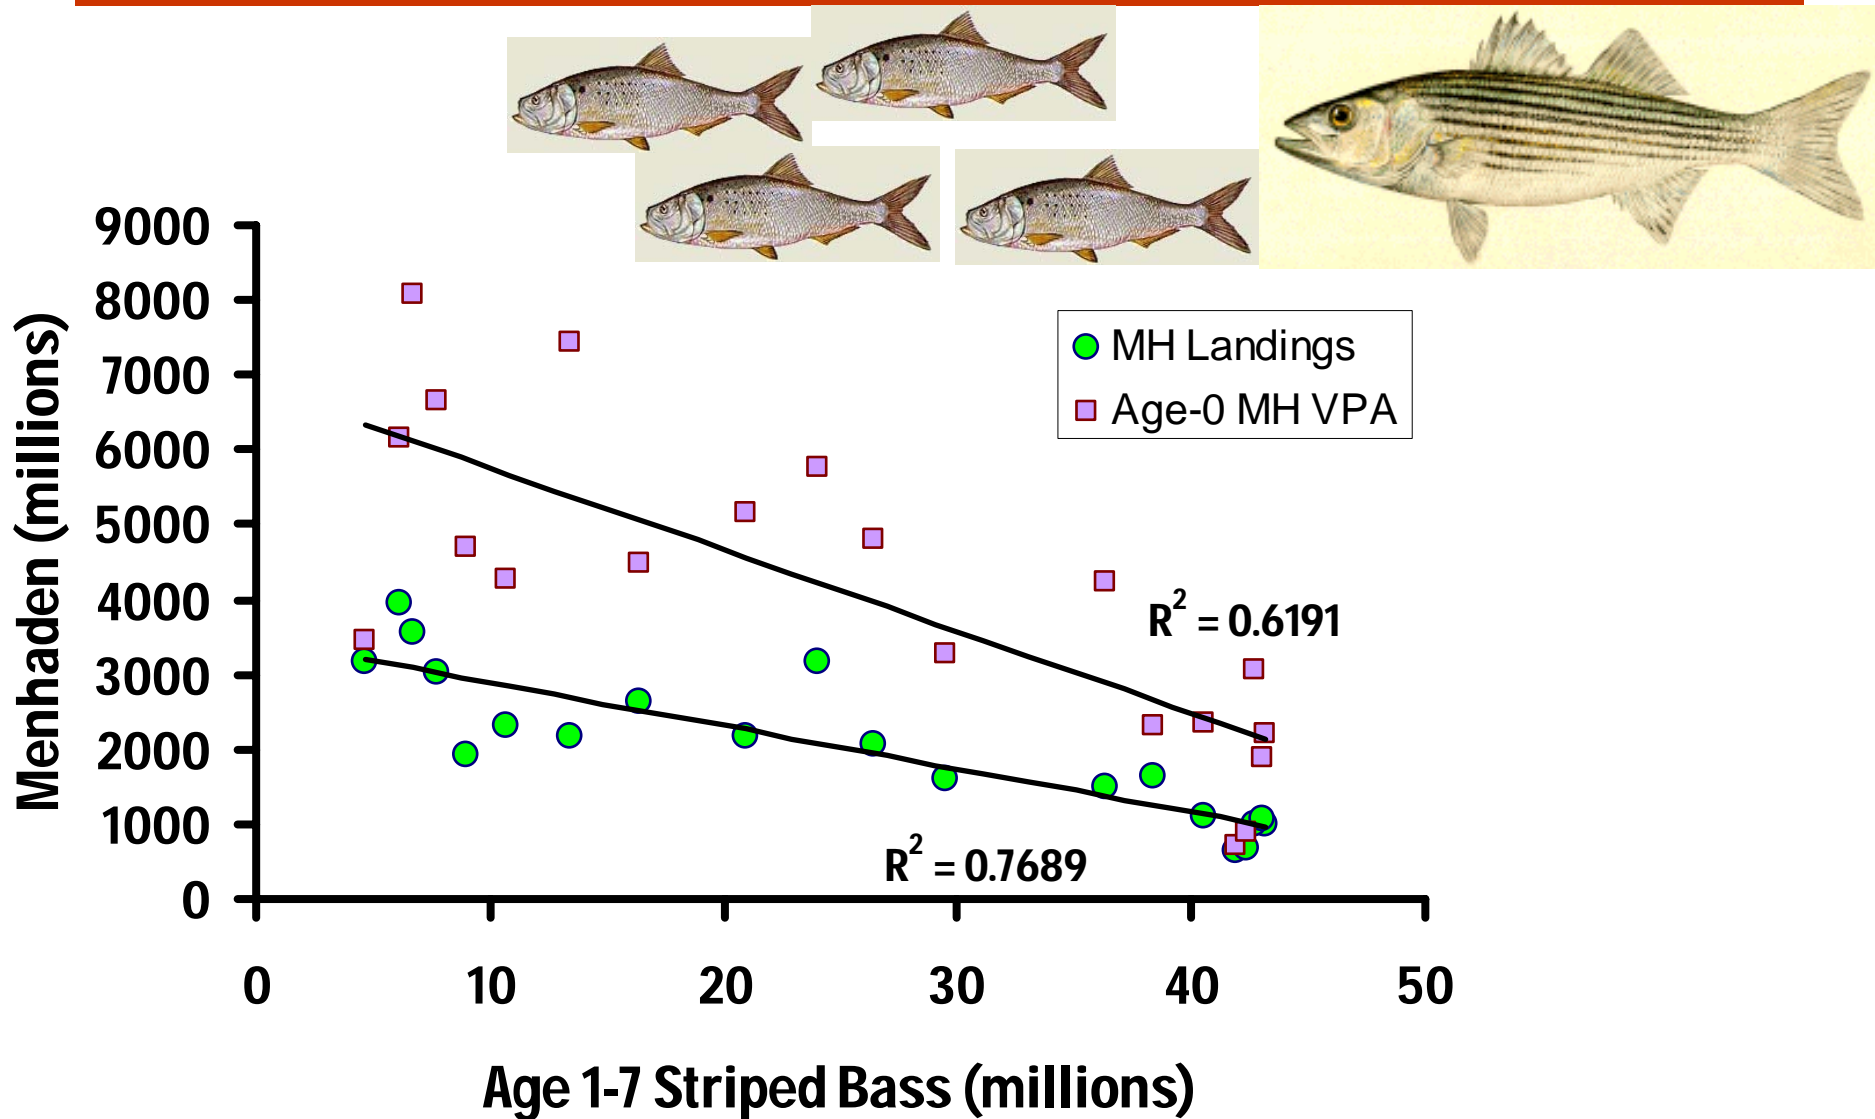 9000
8000
7000
6000
5000
4000
3000
2000
1000
0
Menhaden (millions)
MH Landings
Age-0 MH VPA
R² = 0.6191
R² = 0.7689
0 10 20 30 40 50
Age 1-7 Striped Bass (millions)